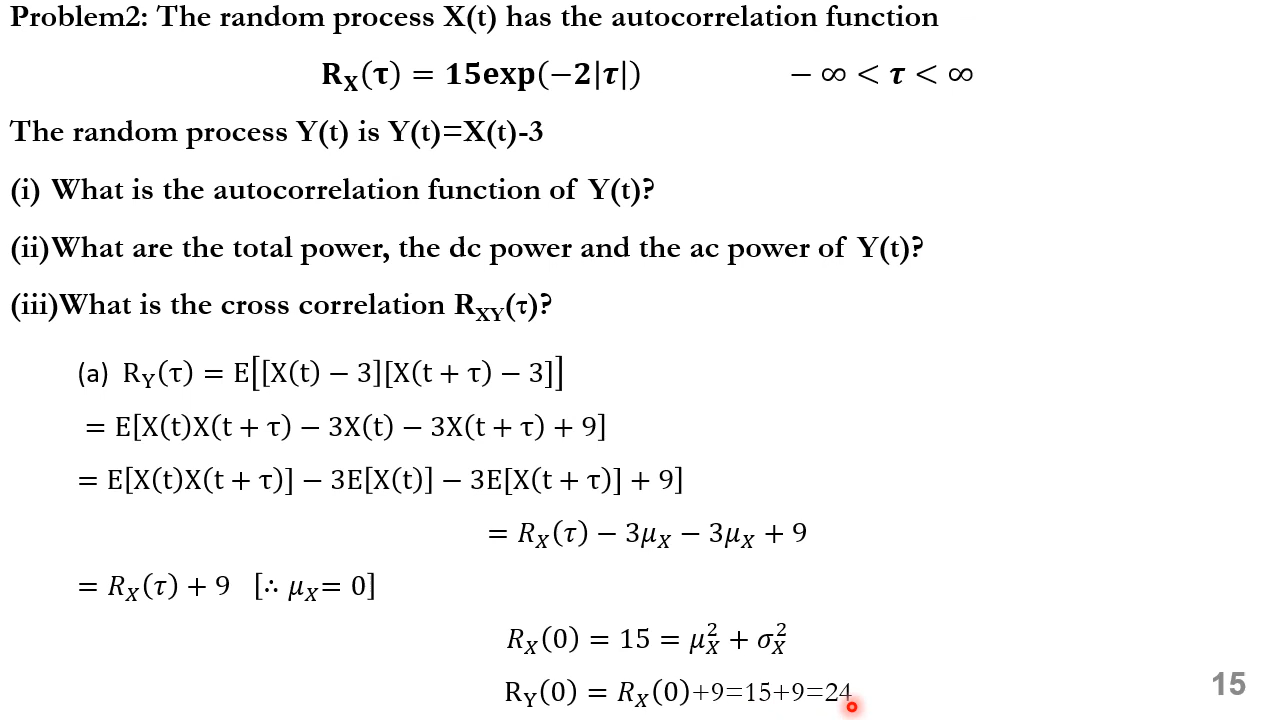 Problem2: The random process X(t) has the autocorrelation function
R_X(τ) = 15exp(−2|τ|) − ∞ < τ < ∞
The random process Y(t) is Y(t)=X(t)-3
(i) What is the autocorrelation function of Y(t)?
(ii)What are the total power, the dc power and the ac power of Y(t)?
(iii)What is the cross correlation R_XY(τ)?
(a) R_Y(τ) = E[[X(t) − 3][X(t + τ) − 3]]
= E[X(t)X(t + τ) − 3X(t) − 3X(t + τ) + 9]
= E[X(t)X(t + τ)] − 3E[X(t)] − 3E[X(t + τ)] + 9]
= R_X(τ) − 3μ_X − 3μ_X + 9
= R_X(τ) + 9 [∴ μ_X = 0]
R_X(0) = 15 = μ_X^2 + σ_X^2
R_Y(0) = R_X(0)+9=15+9=24
15